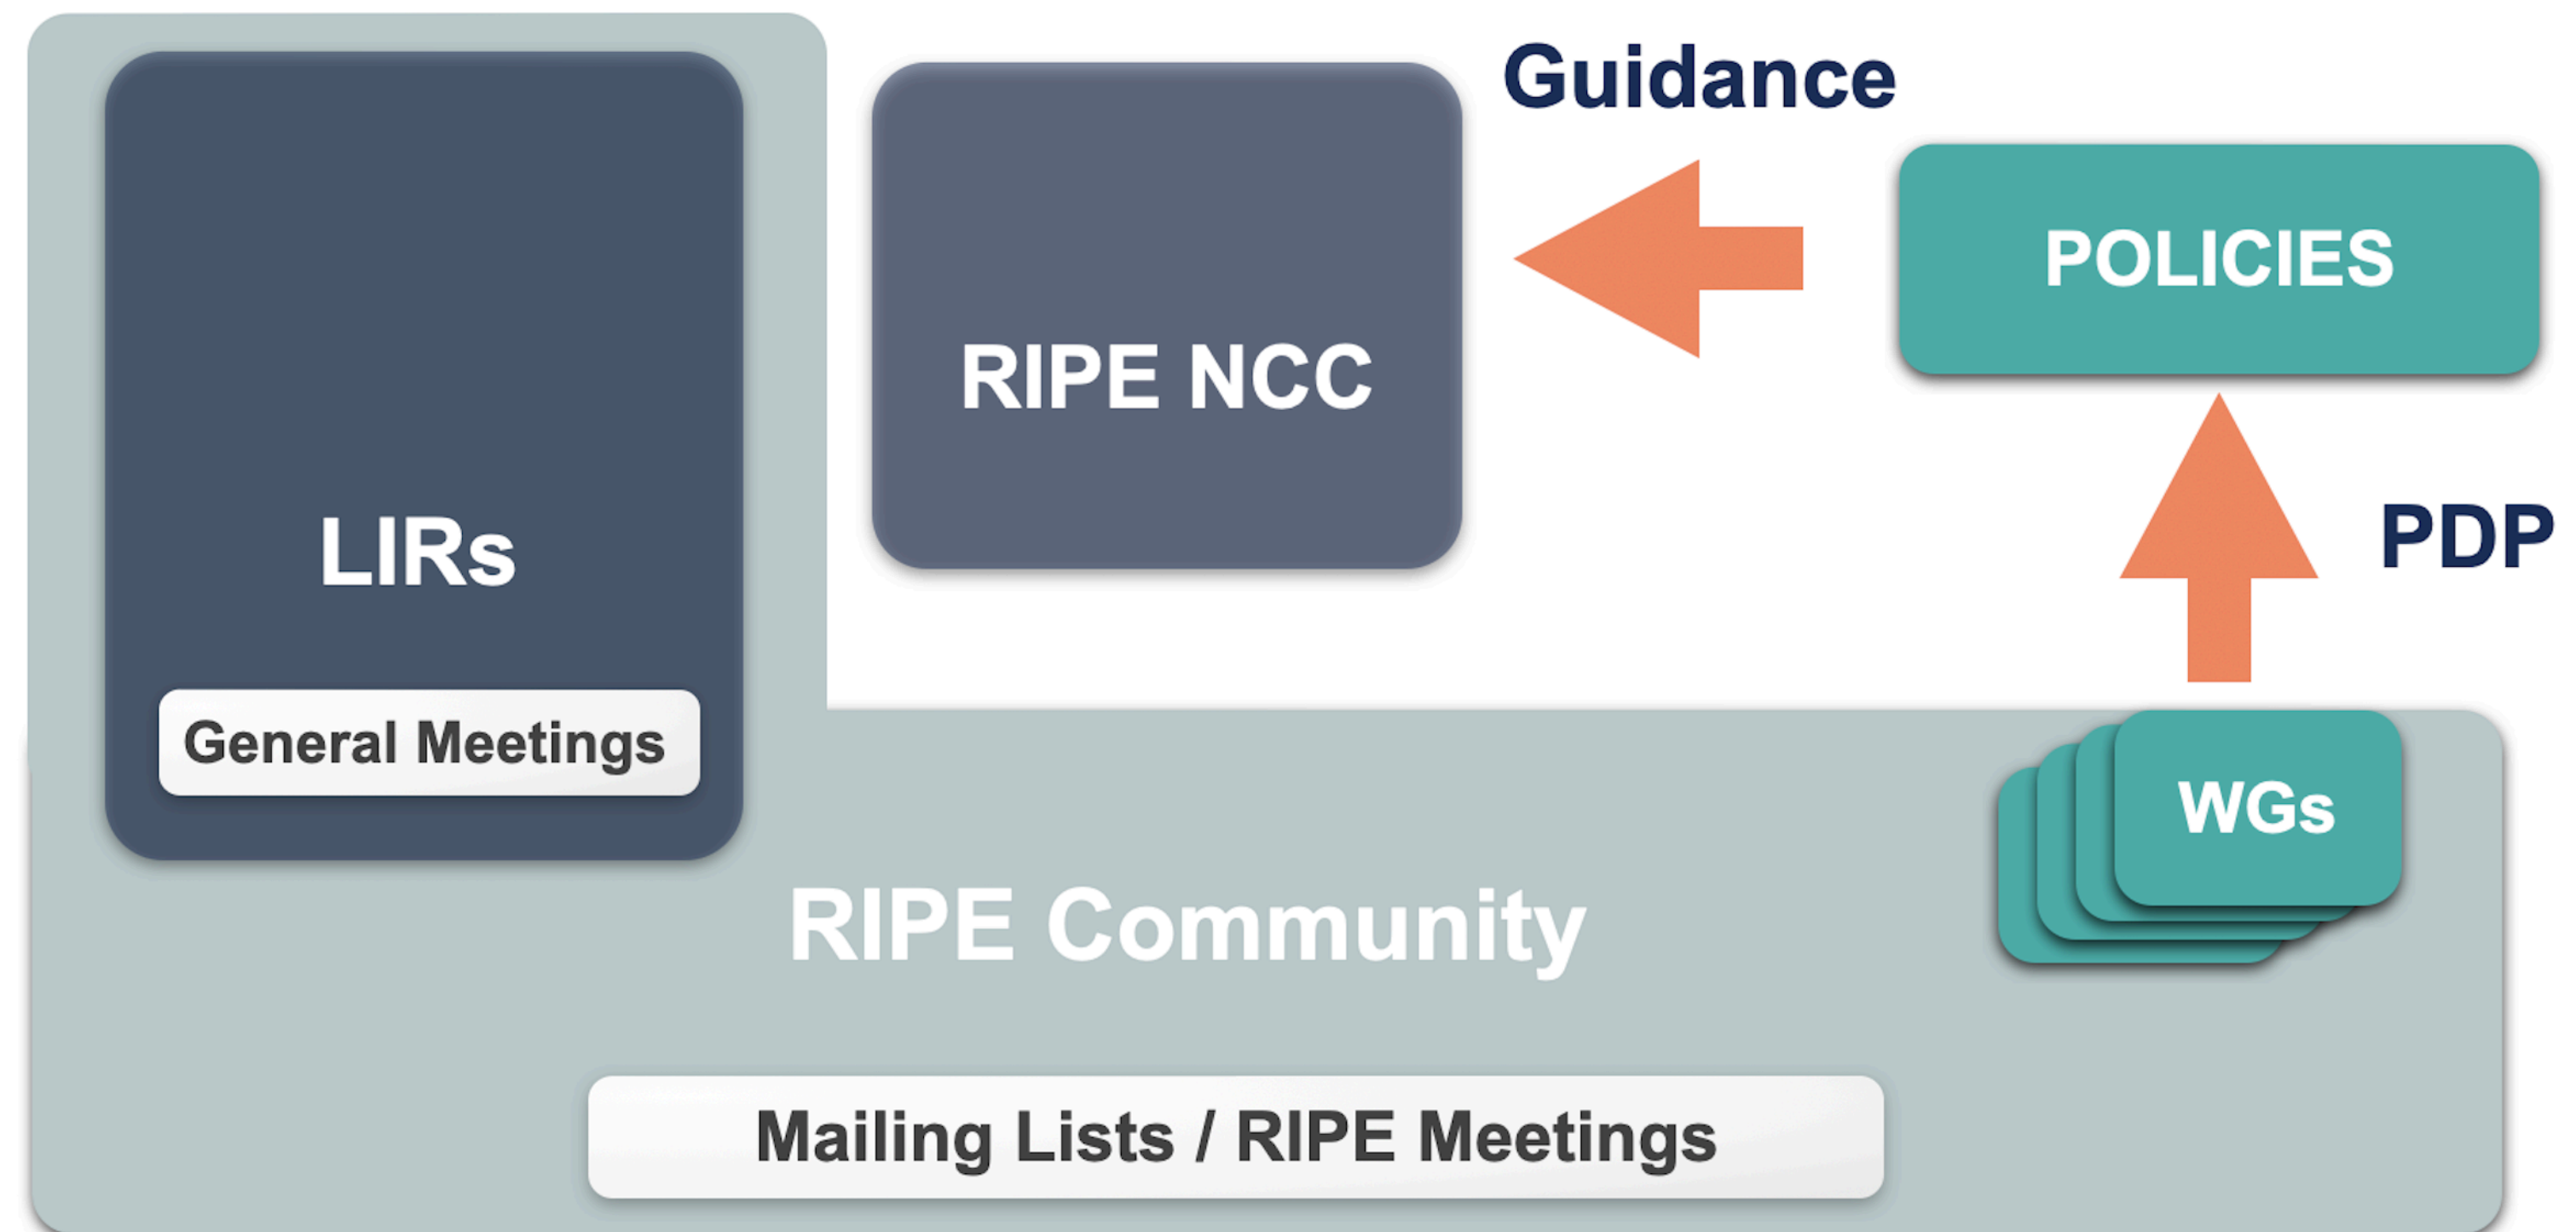 Guidance
POLICIES
RIPE NCC
PDP
LIRs
General Meetings
WGs
RIPE Community
Mailing Lists / RIPE Meetings